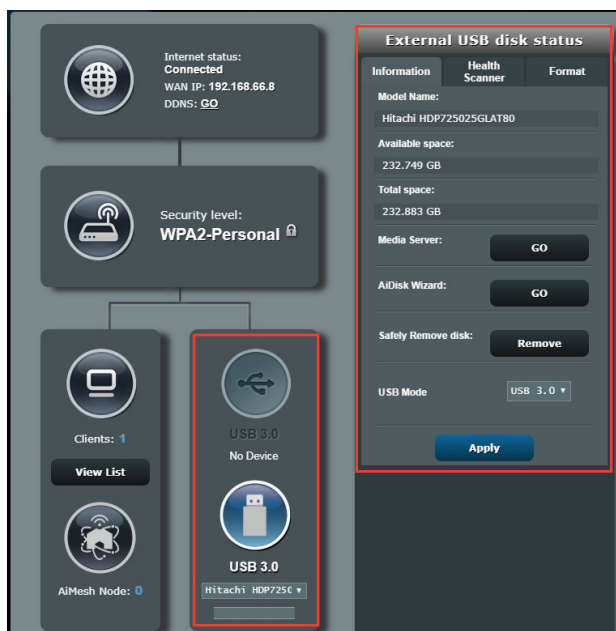 Internet status:
Connected
WAN IP: 192.168.66.8
DDNS: GO
Security level:
WPA2-Personal
Clients: 1
View List
AiMesh Node: 0
USB 3.0
No Device
USB 3.0
Hitachi HDP725C
External USB disk status
Information
Health
Scanner
Format
Model Name:
Hitachi HDP725025GLAT80
Available space:
232.749 GB
Total space:
232.883 GB
Media Server:
GO
AiDisk Wizard:
GO
Safely Remove disk:
Remove
USB Mode
USB 3.0
Apply